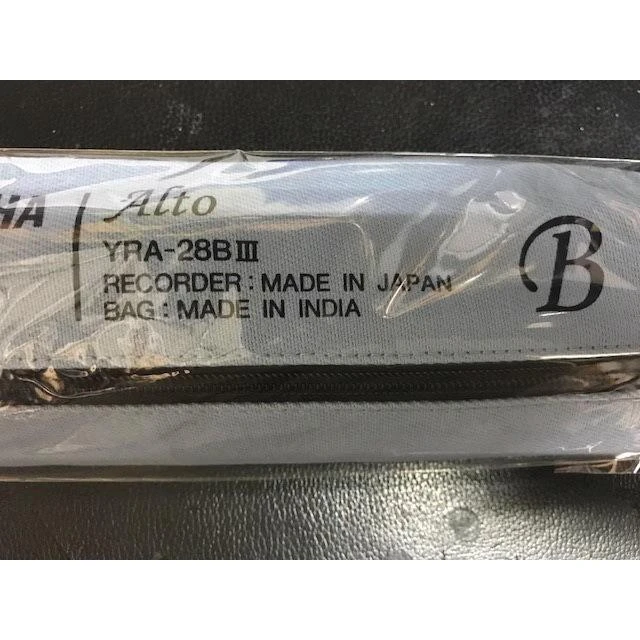 HA
Alto
YRA-28BIII
RECORDER: MADE IN JAPAN
BAG: MADE IN INDIA
B